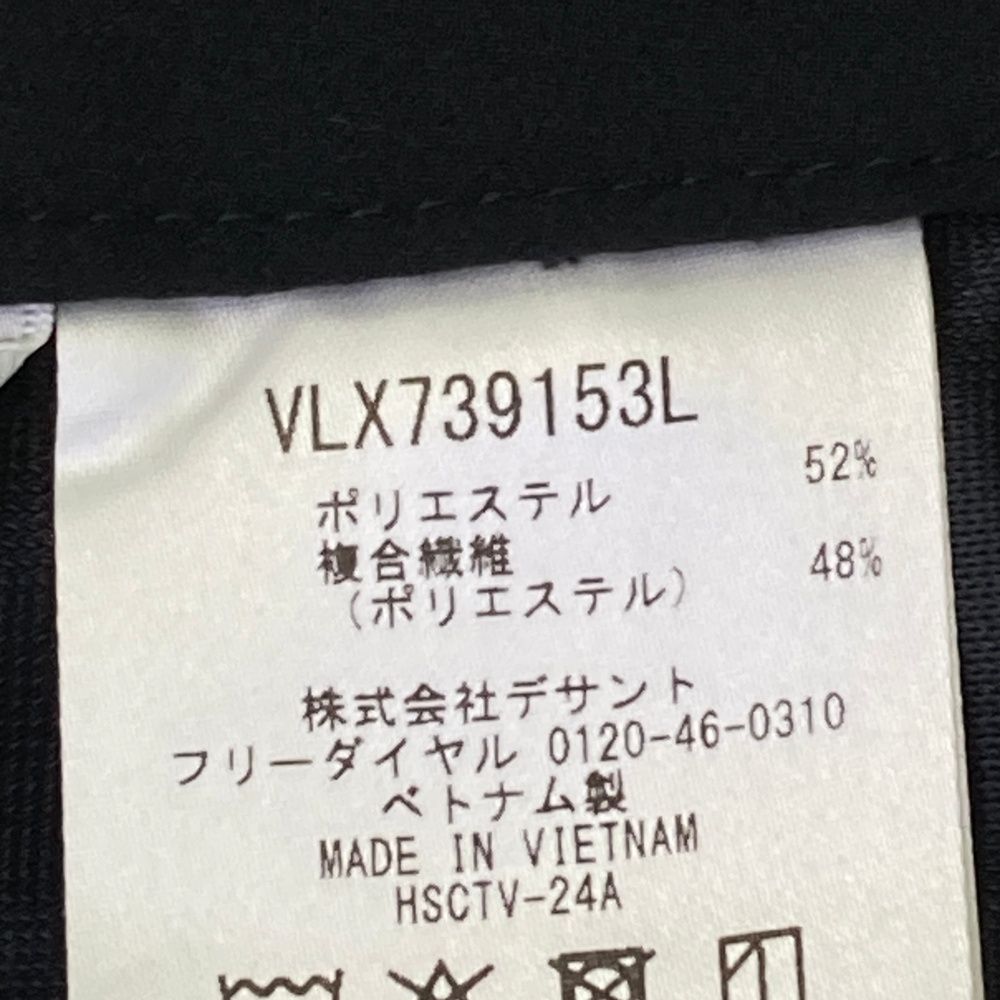 VLX739153L
ポリエステル 52%
複合繊維 48%
(ポリエステル)
株式会社デサント
フリーダイヤル 0120-46-0310
ベトナム製
MADE IN VIETNAM
HSCTV-24A